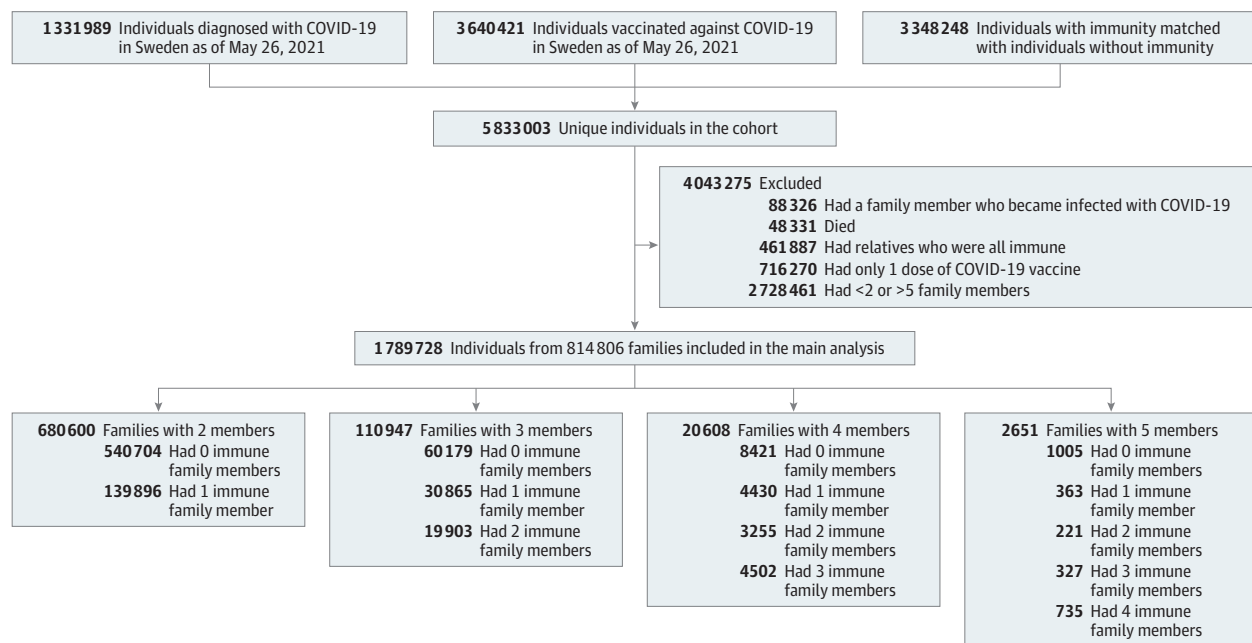 1331989 Individuals diagnosed with COVID-19
in Sweden as of May 26, 2021
3640421 Individuals vaccinated against COVID-19
in Sweden as of May 26, 2021
3348248 Individuals with immunity matched
with individuals without immunity
5833003 Unique individuals in the cohort
4043275 Excluded
88326 Had a family member who became infected with COVID-19
48331 Died
461887 Had relatives who were all immune
716270 Had only 1 dose of COVID-19 vaccine
2728461 Had <2 or >5 family members
1789728 Individuals from 814806 families included in the main analysis
680600 Families with 2 members
540704 Had 0 immune
family members
139896 Had 1 immune
family member
110947 Families with 3 members
60179 Had 0 immune
family members
30865 Had 1 immune
family member
19903 Had 2 immune
family members
20608 Families with 4 members
8421 Had 0 immune
family members
4430 Had 1 immune
family member
3255 Had 2 immune
family members
4502 Had 3 immune
family members
2651 Families with 5 members
1005 Had 0 immune
family members
363 Had 1 immune
family member
221 Had 2 immune
family members
327 Had 3 immune
family members
735 Had 4 immune
family members